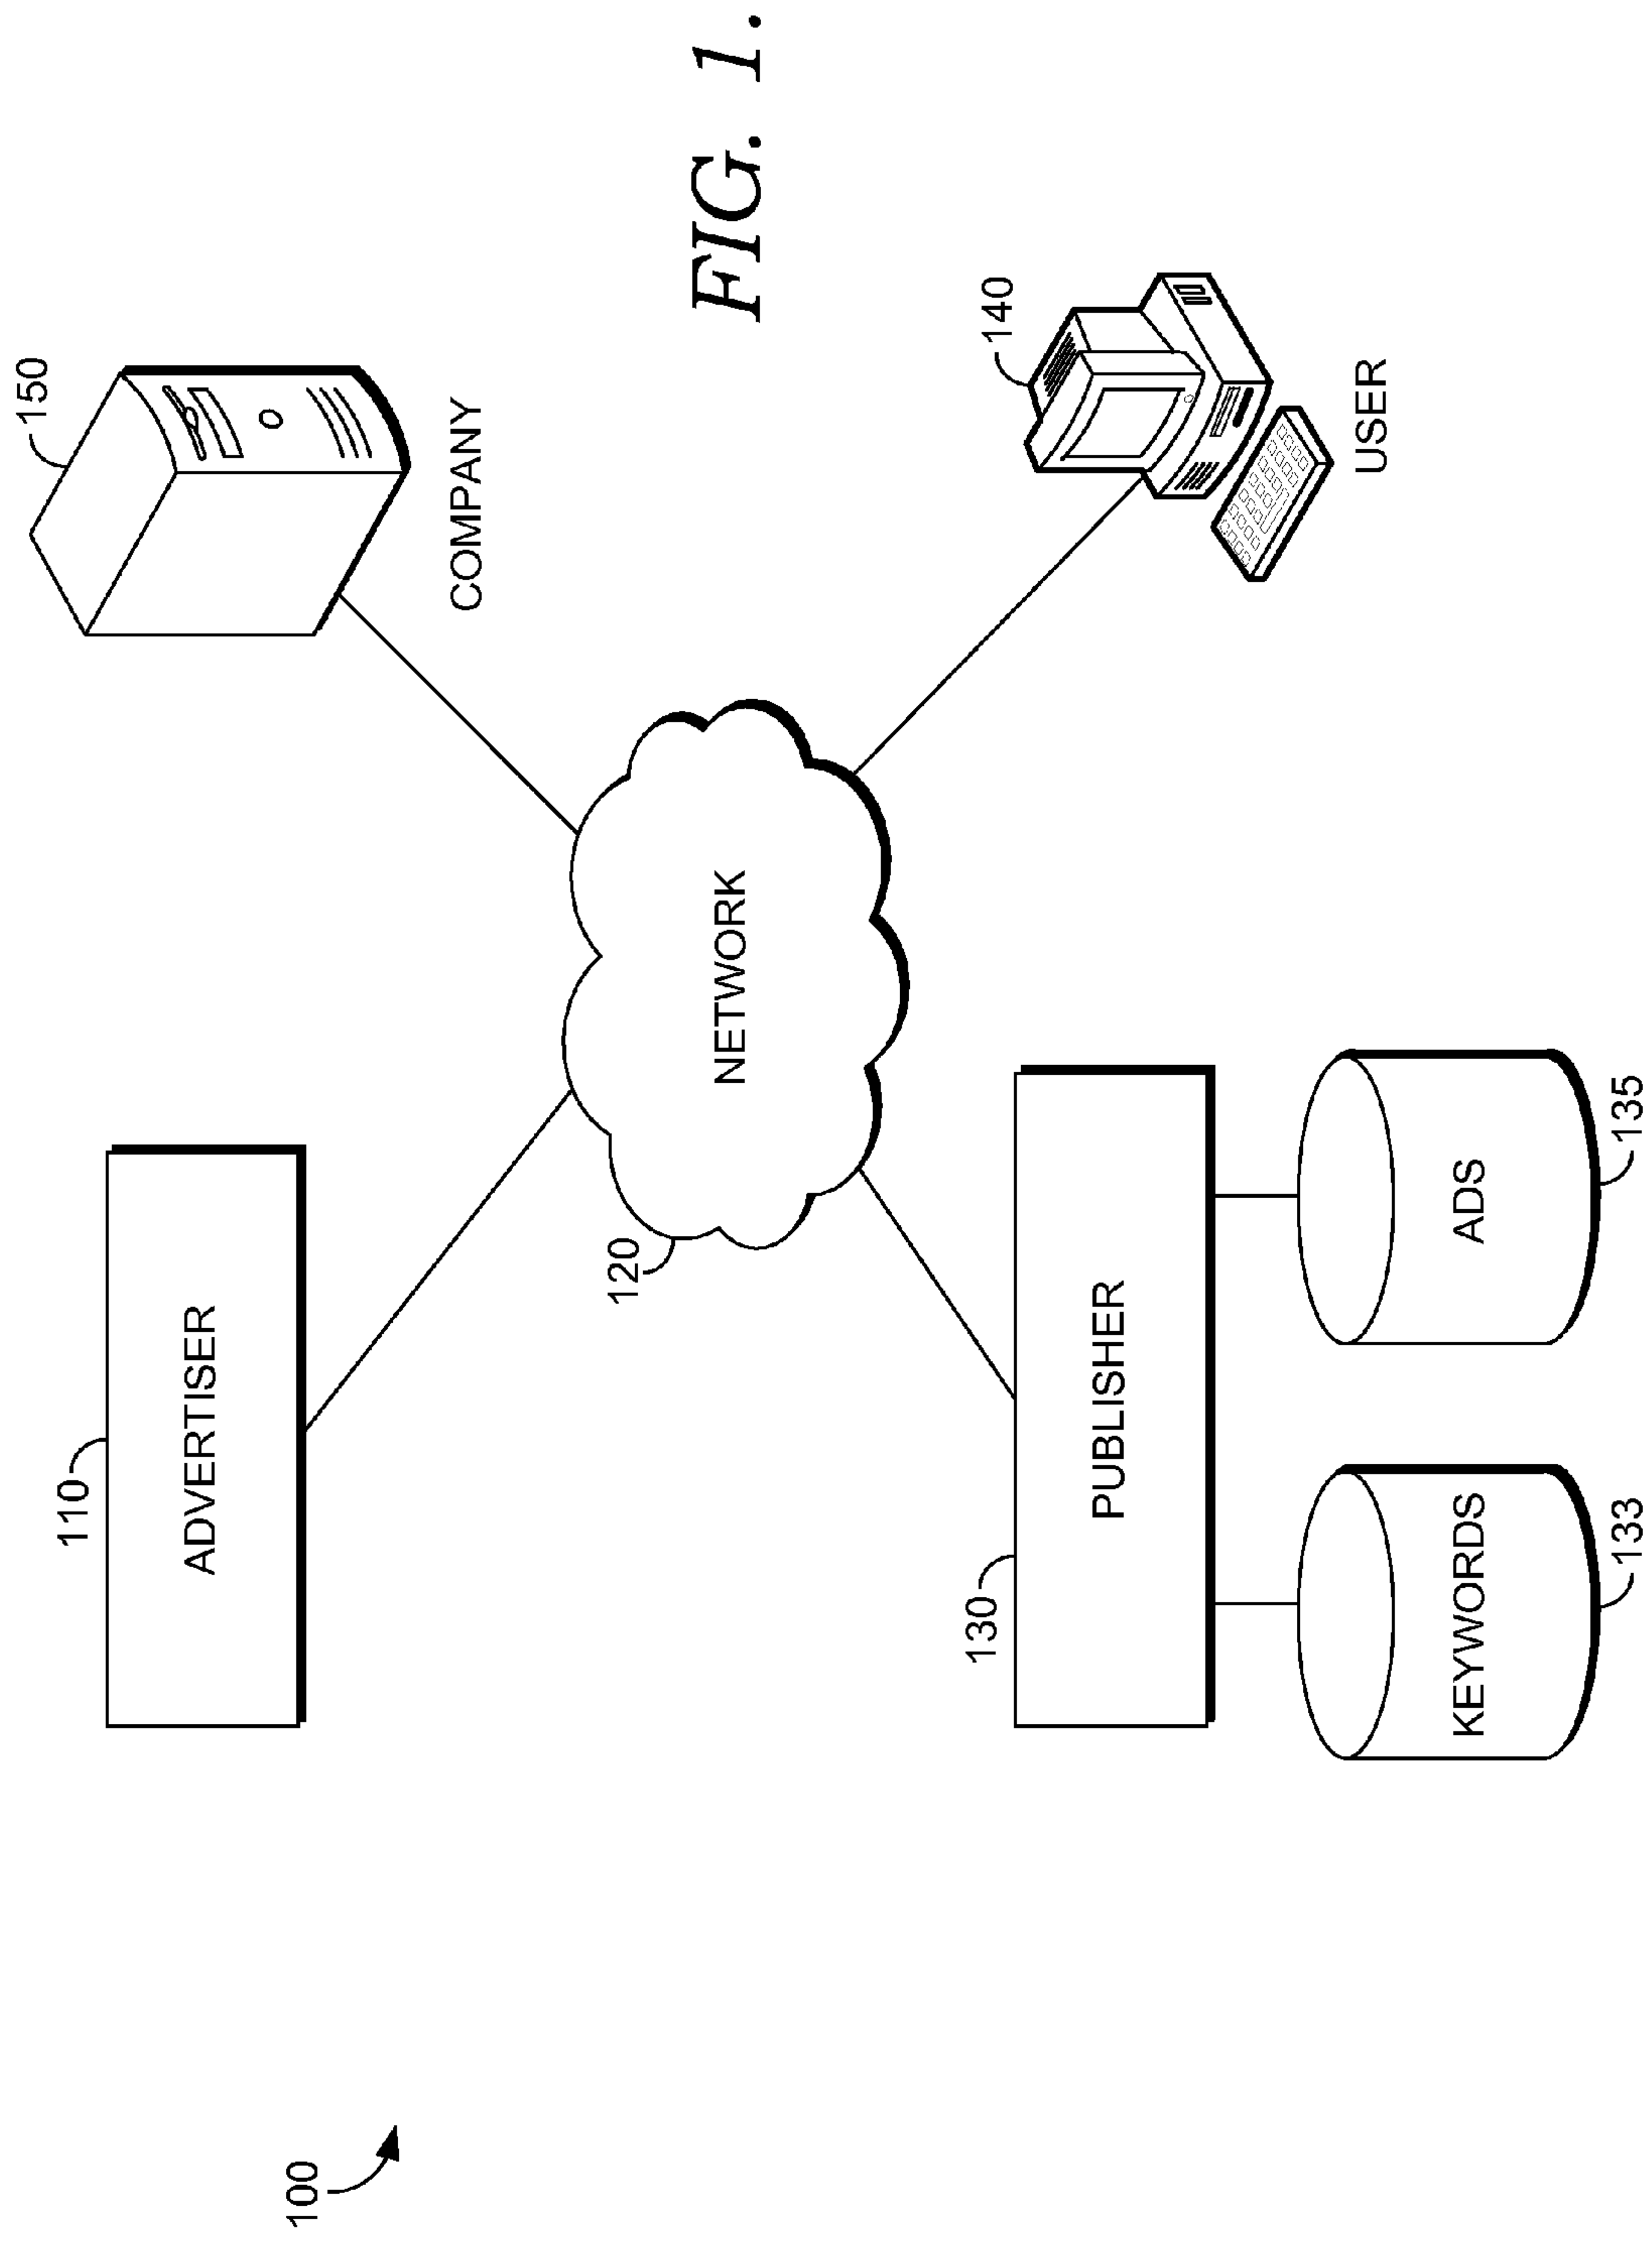 100
110
ADVERTISER
150
COMPANY
120
NETWORK
130
PUBLISHER
140
USER
KEYWORDS
133
ADS
135
FIG. 1.